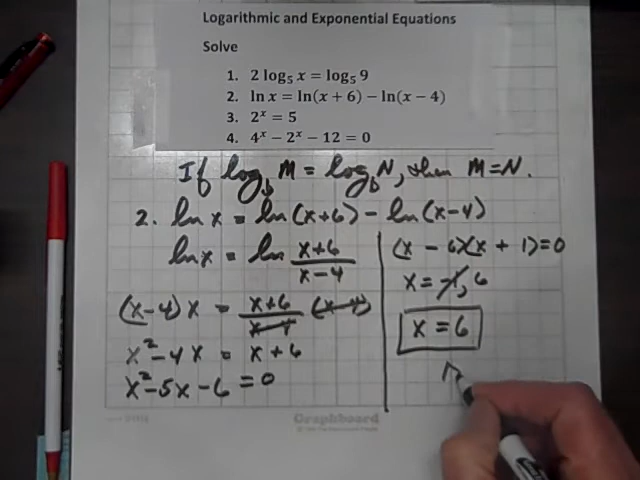 Logarithmic and Exponential Equations
Solve
1. 2 log₅ x = log₅ 9
2. ln x = ln(x + 6) − ln(x − 4)
3. 2ˣ = 5
4. 4ˣ − 2ˣ − 12 = 0
If log_b M = log_b N, then M = N.
2. ln x = ln (x+6) - ln (x-4)
ln x = ln (x+6)/(x-4)
(x-4) x = (x+6)/(x-4) (x-4)
x² - 4x = x + 6
x² - 5x - 6 = 0
(x - 6)(x + 1) = 0
x = -1, 6
x = 6
Graphboard